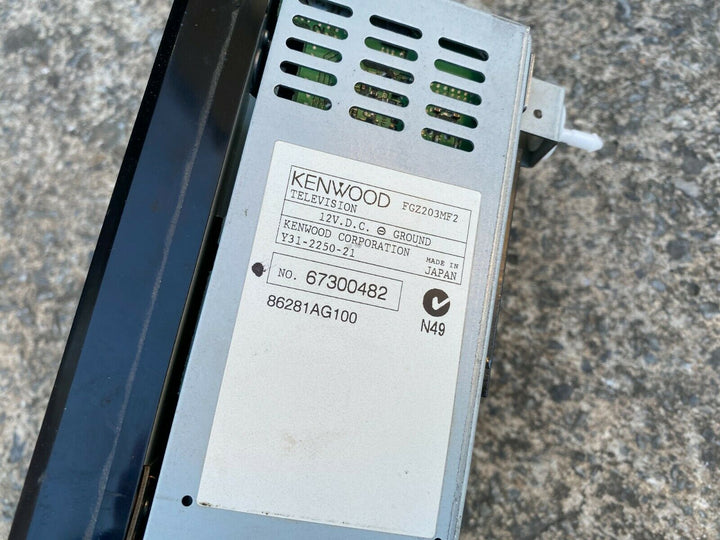 KENWOOD FGZ203MF2
TELEVISION
12V.D.C. ⊖ GROUND
KENWOOD CORPORATION
Y31-2250-21
MADE IN
JAPAN
NO. 67300482
86281AG100
N49